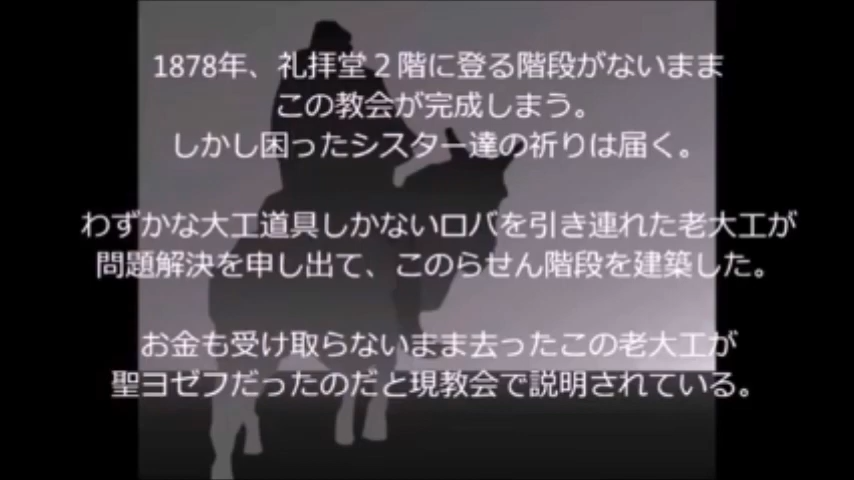 1878年、礼拝堂２階に登る階段がないまま
この教会が完成しまう。
しかし困ったシスター達の祈りは届く。
わずかな大工道具しかないロバを引き連れた老大工が
問題解決を申し出て、このらせん階段を建築した。
お金も受け取らないまま去ったこの老大工が
聖ヨゼフだったのだと現教会で説明されている。